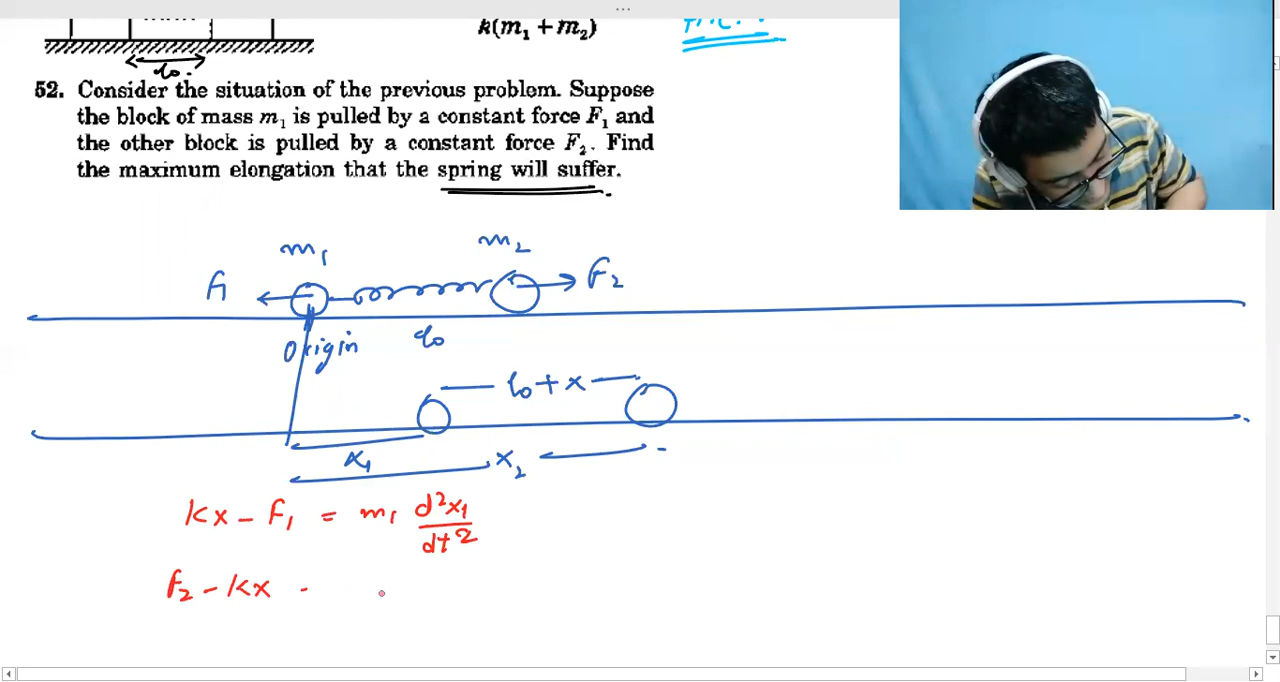 k(m₁ + m₂)
l₀.
52. Consider the situation of the previous problem. Suppose
the block of mass m₁ is pulled by a constant force F₁ and
the other block is pulled by a constant force F₂. Find
the maximum elongation that the spring will suffer.
m₁ m₂
F₁ F₂
origin l₀
l₀ + x
x₁ x₂
kx - F₁ = m₁ d²x₁/dt²
F₂ - kx -